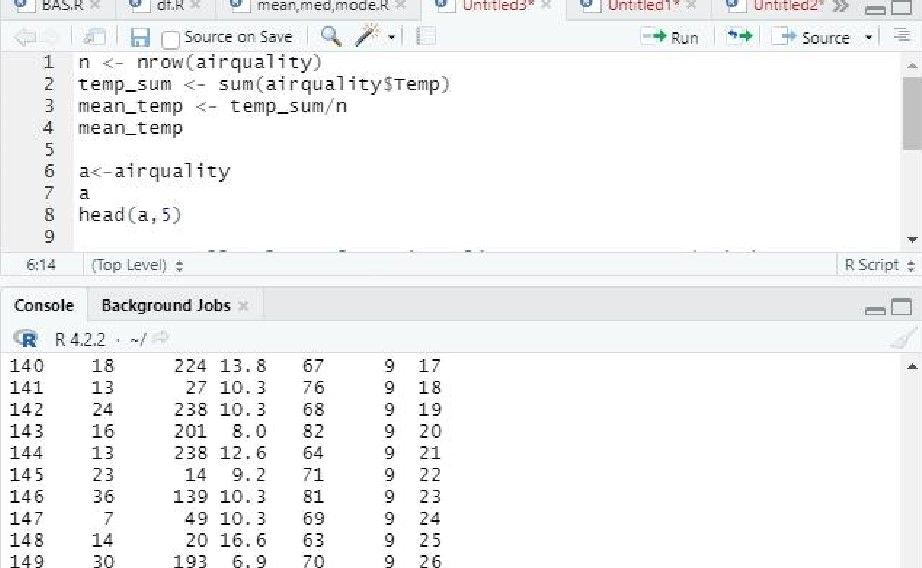 BAS.R df.R mean,med,mode.R Untitled3* Untitled1* Untitled2*
Source on Save Run Source
1 n <- nrow(airquality)
2 temp_sum <- sum(airquality$Temp)
3 mean_temp <- temp_sum/n
4 mean_temp
5
6 a<-airquality
7 a
8 head(a,5)
9
6:14 (Top Level) R Script
Console Background Jobs
R R 4.2.2 · ~/
140 18 224 13.8 67 9 17
141 13 27 10.3 76 9 18
142 24 238 10.3 68 9 19
143 16 201 8.0 82 9 20
144 13 238 12.6 64 9 21
145 23 14 9.2 71 9 22
146 36 139 10.3 81 9 23
147 7 49 10.3 69 9 24
148 14 20 16.6 63 9 25
149 30 193 6.9 70 9 26